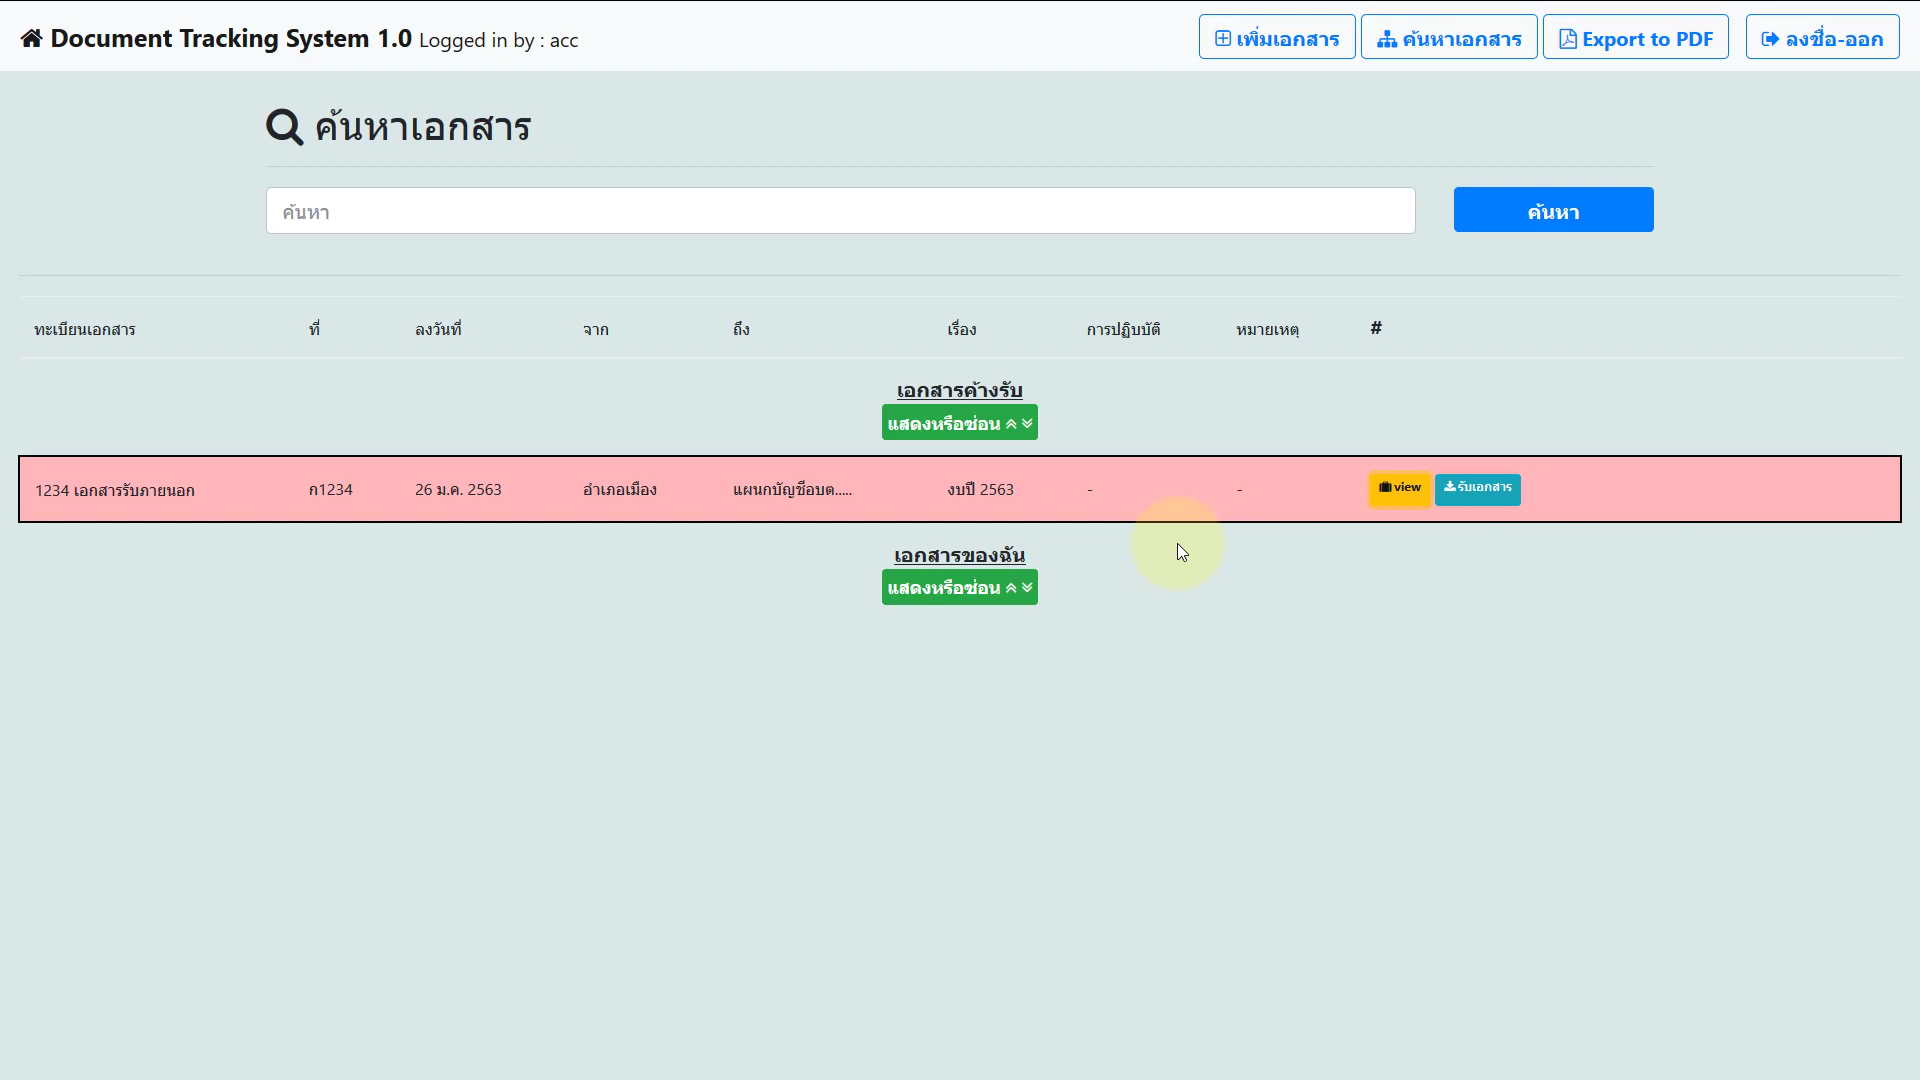 Document Tracking System 1.0 Logged in by : acc เพิ่มเอกสาร ค้นหาเอกสาร Export to PDF ลงชื่อ-ออก
ค้นหาเอกสาร
ค้นหา ค้นหา
ทะเบียนเอกสาร ที่ ลงวันที่ จาก ถึง เรื่อง การปฏิบัติ หมายเหตุ #
เอกสารค้างรับ
แสดงหรือซ่อน
1234 เอกสารรับภายนอก ก1234 26 ม.ค. 2563 อำเภอเมือง แผนกบัญชีอบต..... งบปี 2563 - - view รับเอกสาร
เอกสารของฉัน
แสดงหรือซ่อน